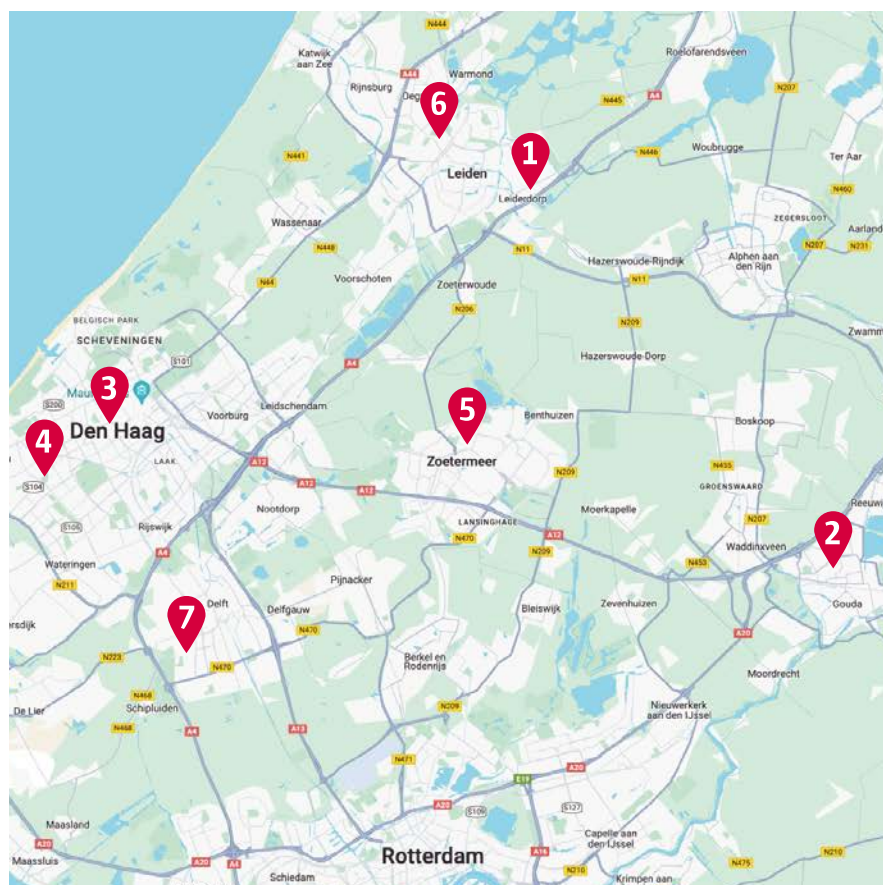 N444
Katwijk
aan Zee
Roelofarendsveen
A44
Warmond
Rijnsburg
N207
6
N445
A4
1
N441
N446
Woubrugge
Ter Aar
Leiden
N460
Leiderdorp
Wassenaar
ZEGERSLOOT
Aarland
N448
N11
N207
N231
Hazerswoude-Rijndijk
Alphen aan
den Rijn
N44
Voorschoten
Zoeterwoude
N11
N206
BELGISCH PARK
N209
Zwamm
SCHEVENINGEN
S101
A4
Hazerswoude-Dorp
3
Mau
S200
Leidschendam
Voorburg
5
Benthuizen
Boskoop
4
Den Haag
LAAK
A12
Zoetermeer
N209
N455
S104
A12
A12
GROENSWAARD
Reeuwi
Nootdorp
Moerkapelle
N207
S105
Rijswijk
LANSINGHAGE
2
A4
N470
A12
Waddinxveen
N209
Wateringen
N453
N211
Pijnacker
7
Delft
Delfgauw
Bleiswijk
Zevenhuizen
Gouda
ersdijk
N470
A20
N223
Berkel en
Rodenrijs
N470
Moordrecht
N468
De Lier
Schipluiden
N209
Nieuwerkerk
aan den IJssel
N468
A4
A13
N471
A20
E19
Maasland
A20
S109
S127
A20
Capelle aan
den IJssel
Maassluis
A20
A4
Rotterdam
A16
N210
N475
N210
Schiedam
Krimpen aan